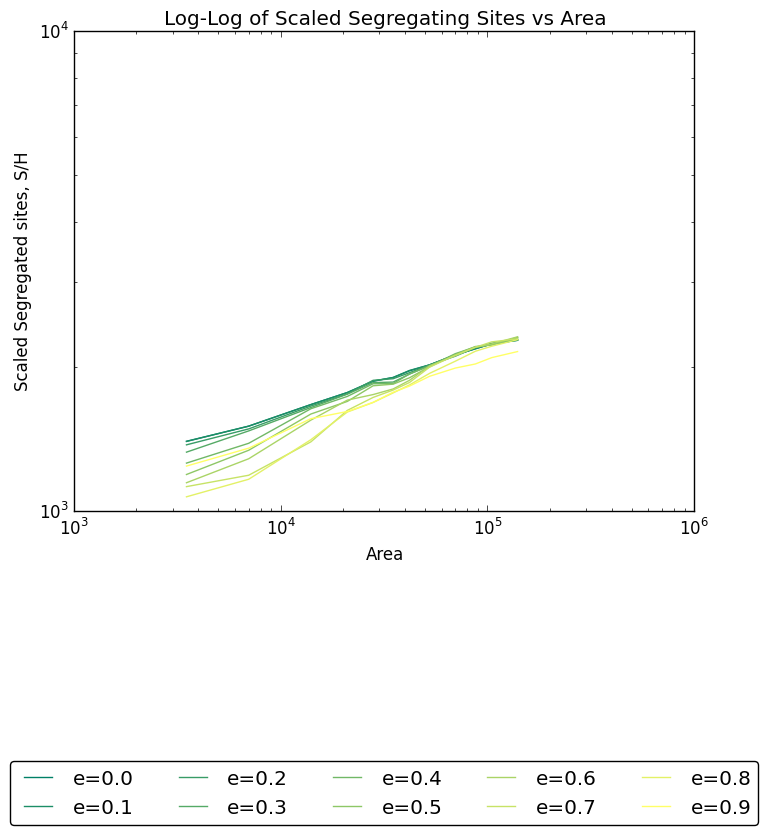 Log-Log of Scaled Segregating Sites vs Area
10^4
Scaled Segregated sites, S/H
10^3
10^3 10^4 10^5 10^6
Area
e=0.0 e=0.2 e=0.4 e=0.6 e=0.8
e=0.1 e=0.3 e=0.5 e=0.7 e=0.9